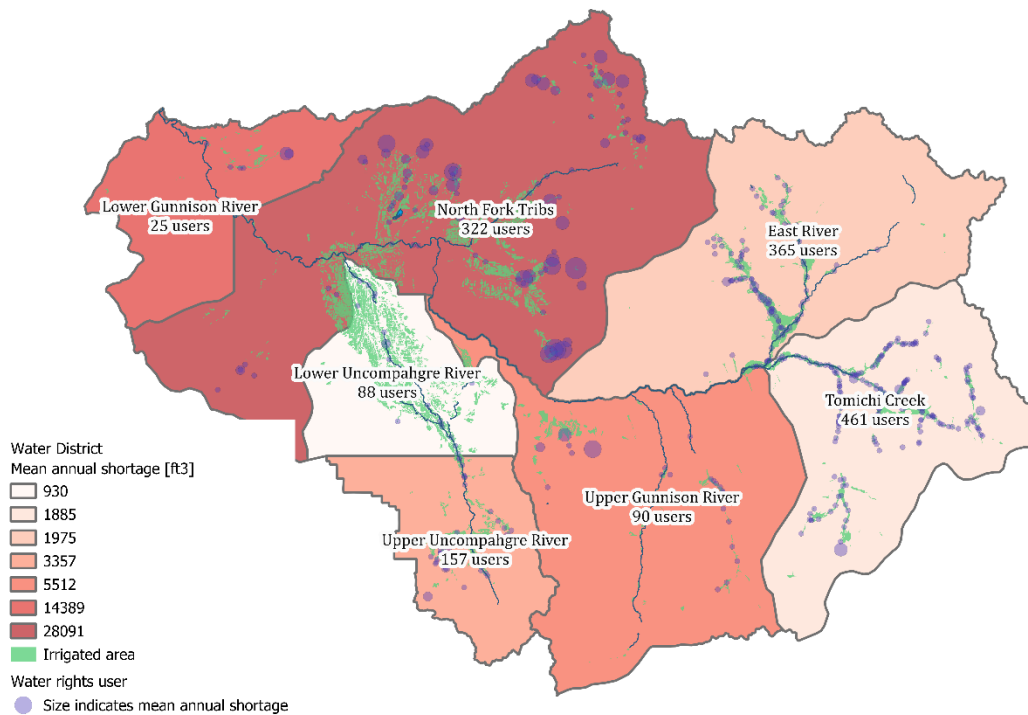 Lower Gunnison River
25 users
North Fork Tribs
322 users
East River
365 users
Lower Uncompahgre River
88 users
Tomichi Creek
461 users
Upper Gunnison River
90 users
Upper Uncompahgre River
157 users
Water District
Mean annual shortage [ft3]
930
1885
1975
3357
5512
14389
28091
Irrigated area
Water rights user
Size indicates mean annual shortage